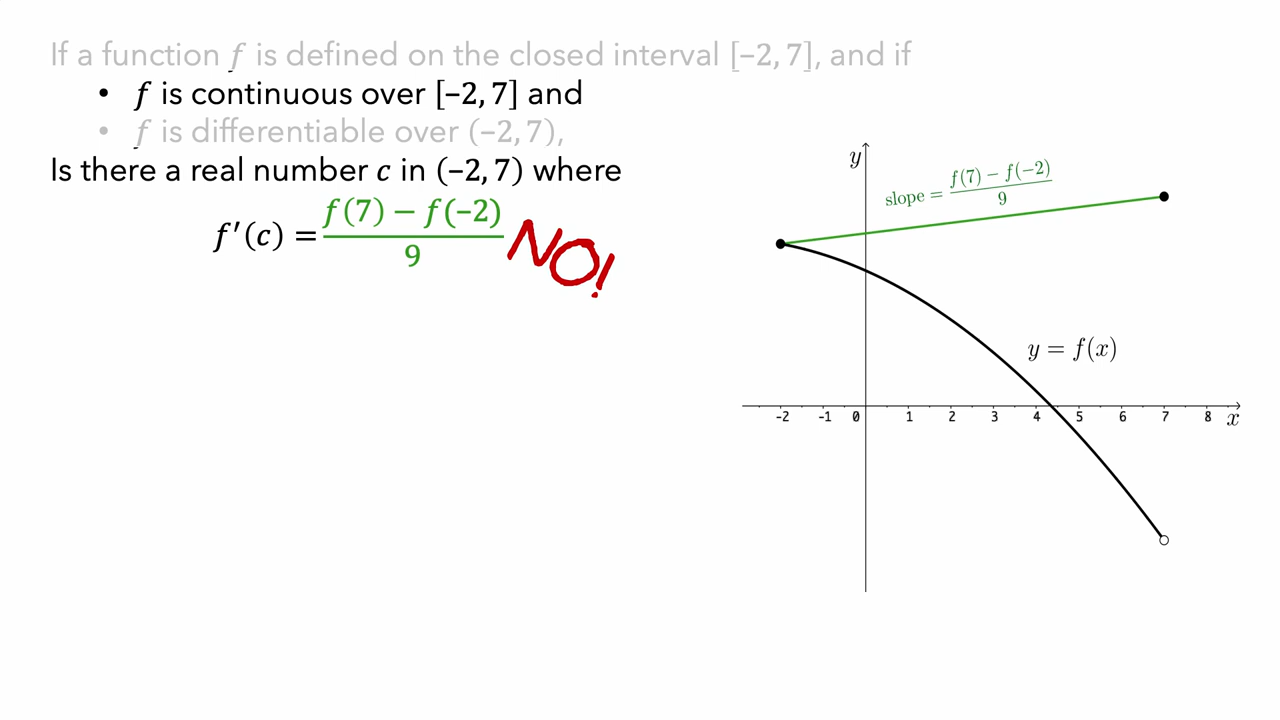 If a function f is defined on the closed interval [−2, 7], and if
• f is continuous over [−2, 7] and
• f is differentiable over (−2, 7),
Is there a real number c in (−2, 7) where
f′(c) = f(7) − f(−2) / 9
NO!
y
slope = f(7) − f(−2) / 9
y = f(x)
-2 -1 0 1 2 3 4 5 6 7 8 x